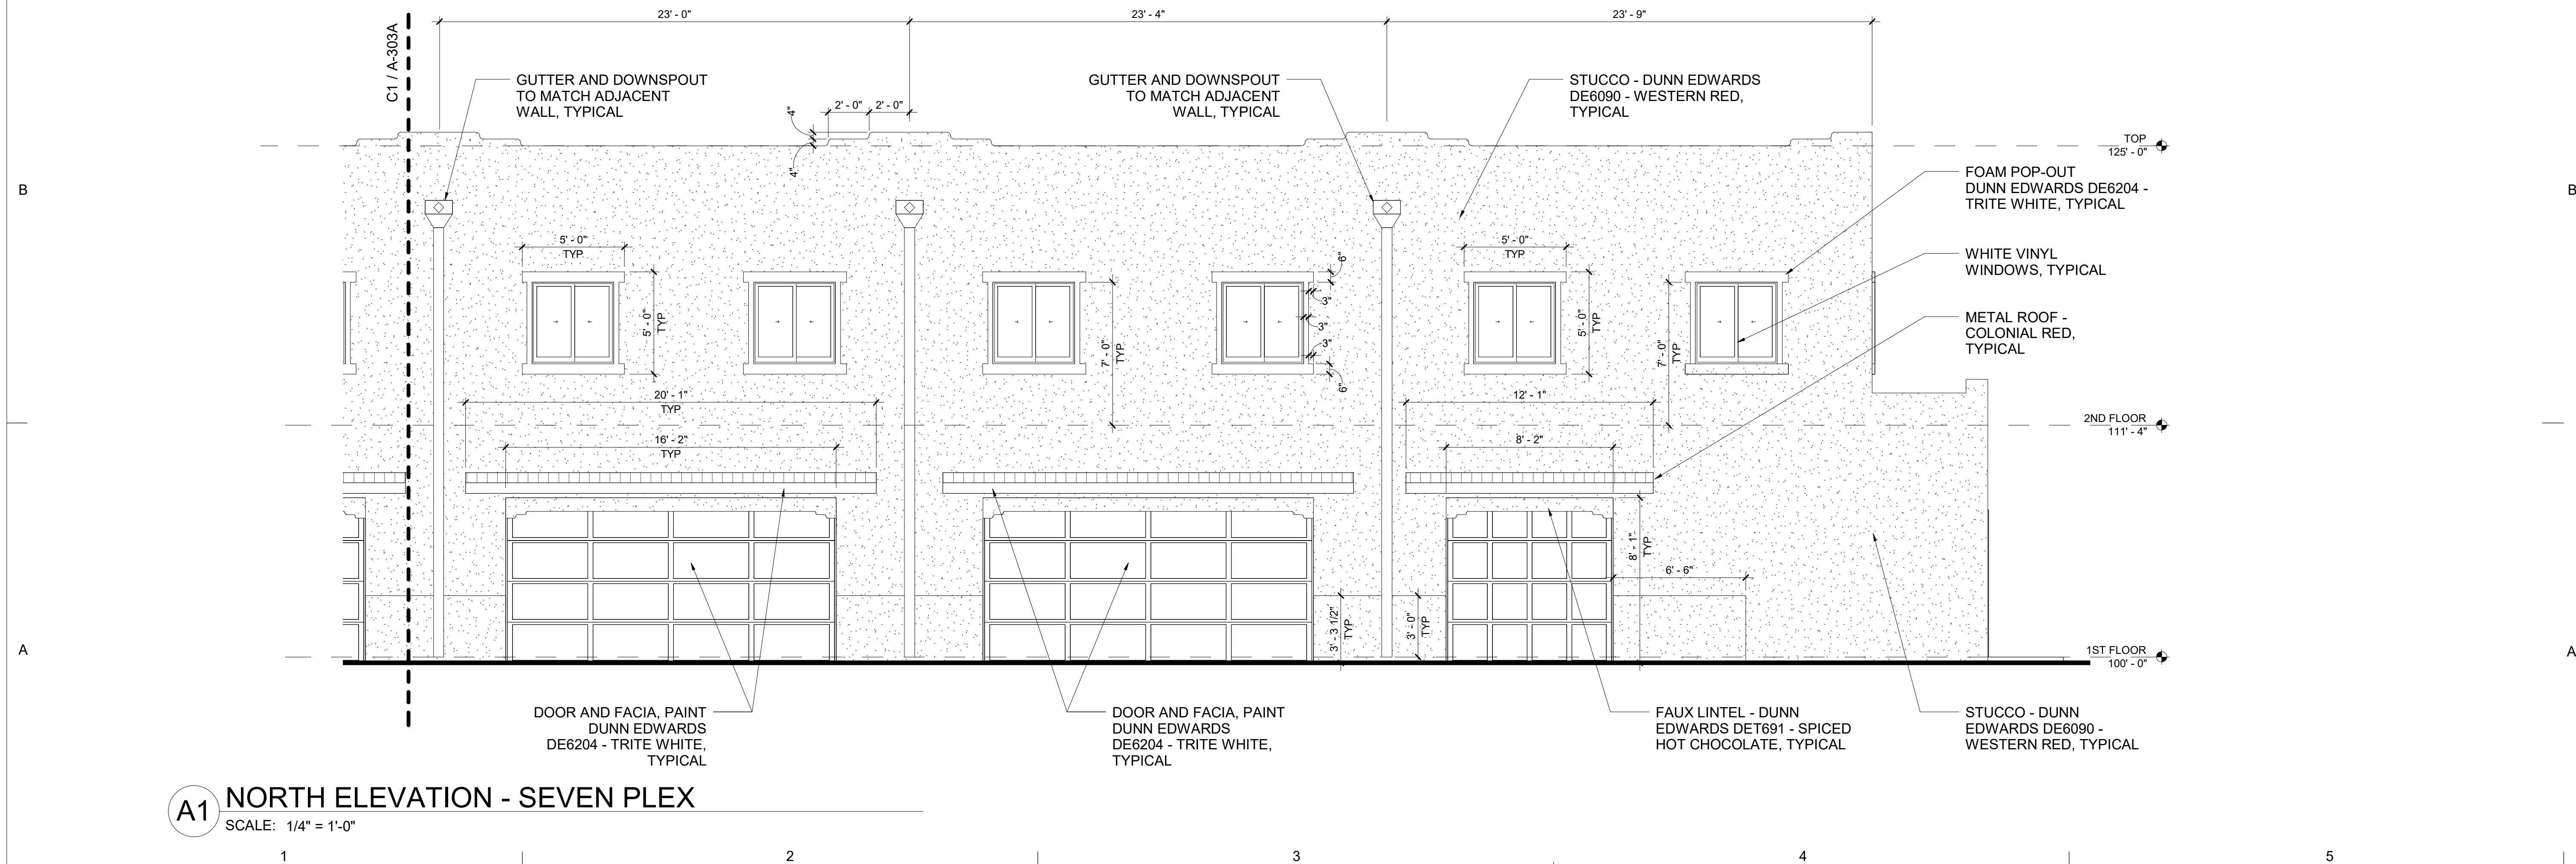 23' - 0"
23' - 4"
23' - 9"
C1 / A-303A
GUTTER AND DOWNSPOUT
TO MATCH ADJACENT
WALL, TYPICAL
4"
4"
2' - 0"
2' - 0"
GUTTER AND DOWNSPOUT
TO MATCH ADJACENT
WALL, TYPICAL
STUCCO - DUNN EDWARDS
DE6090 - WESTERN RED,
TYPICAL
TOP
125' - 0"
B
B
FOAM POP-OUT
DUNN EDWARDS DE6204 -
TRITE WHITE, TYPICAL
WHITE VINYL
WINDOWS, TYPICAL
METAL ROOF -
COLONIAL RED,
TYPICAL
5' - 0"
TYP
5' - 0"
TYP
7' - 0"
TYP
6"
3"
3"
3"
6"
5' - 0"
TYP
5' - 0"
TYP
7' - 0"
TYP
20' - 1"
TYP
12' - 1"
2ND FLOOR
111' - 4"
16' - 2"
TYP
8' - 2"
8' - 1"
TYP
6' - 6"
3' - 3 1/2"
TYP
3' - 0"
TYP
A
1ST FLOOR
100' - 0"
A
DOOR AND FACIA, PAINT
DUNN EDWARDS
DE6204 - TRITE WHITE,
TYPICAL
DOOR AND FACIA, PAINT
DUNN EDWARDS
DE6204 - TRITE WHITE,
TYPICAL
FAUX LINTEL - DUNN
EDWARDS DET691 - SPICED
HOT CHOCOLATE, TYPICAL
STUCCO - DUNN
EDWARDS DE6090 -
WESTERN RED, TYPICAL
A1
NORTH ELEVATION - SEVEN PLEX
SCALE: 1/4" = 1'-0"
1
2
3
4
5